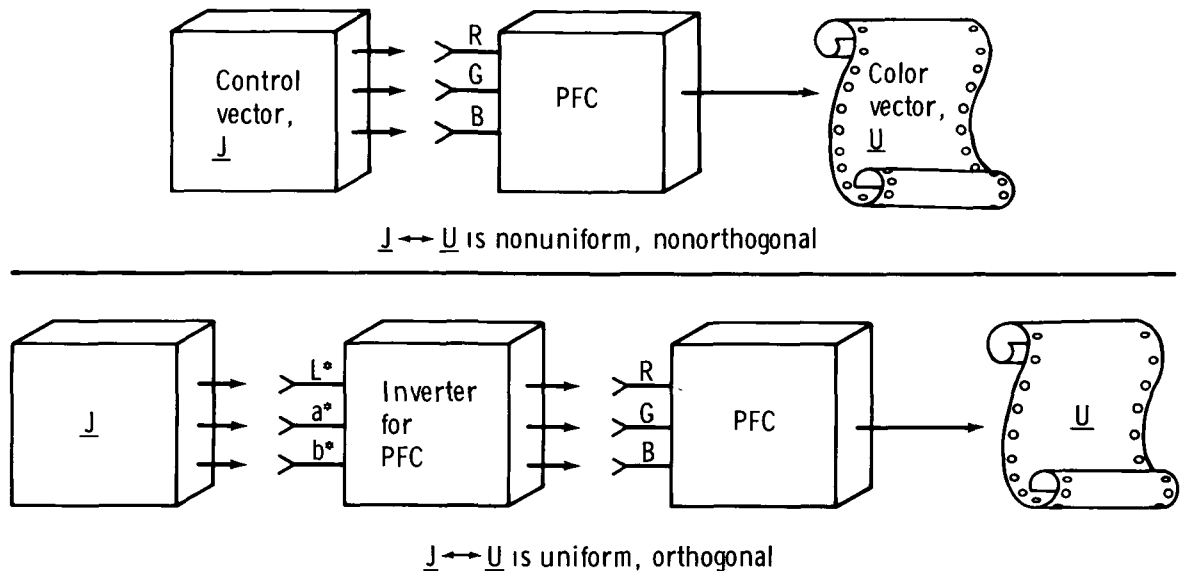 Control
vector,
J
R
G
B
PFC
Color
vector,
U
J ↔ U is nonuniform, nonorthogonal
J
L*
a*
b*
Inverter
for
PFC
R
G
B
PFC
U
J ↔ U is uniform, orthogonal